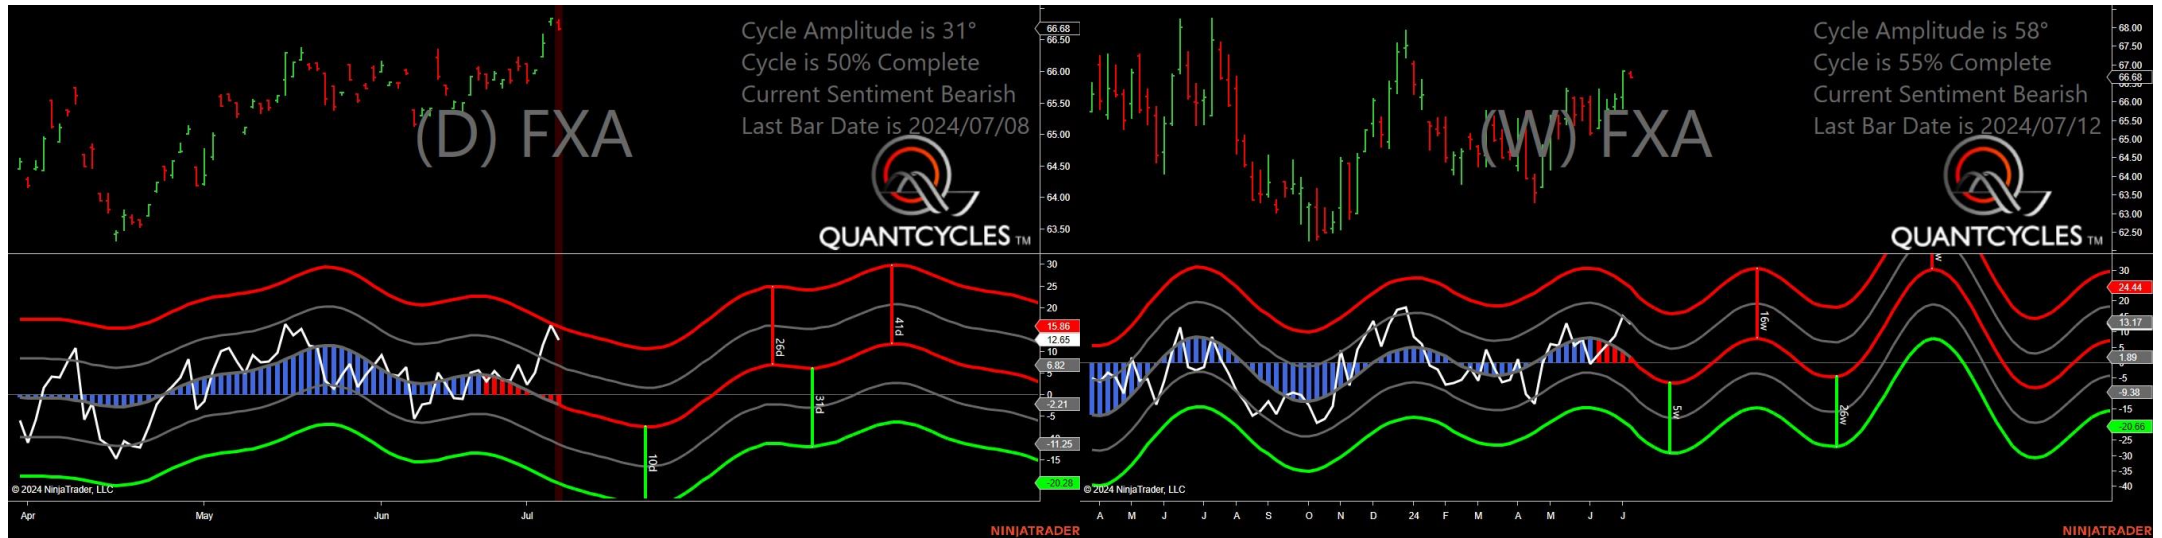 Cycle Amplitude is 31°
Cycle is 50% Complete
Current Sentiment Bearish
Last Bar Date is 2024/07/08
(D) FXA
QUANTCYCLES TM
66.68
66.50
66.00
65.50
65.00
64.50
64.00
63.50
30
25
20
15.86
12.65
10
6.82
5
0
-2.21
-5
-11.25
-15
-20.28
10d
26d
31d
41d
© 2024 NinjaTrader, LLC
Apr May Jun Jul
NINJATRADER
Cycle Amplitude is 58°
Cycle is 55% Complete
Current Sentiment Bearish
Last Bar Date is 2024/07/12
(W) FXA
QUANTCYCLES TM
68.00
67.50
67.00
66.68
66.00
65.50
65.00
64.50
64.00
63.50
63.00
62.50
30
24.44
20
13.17
10
5
1.89
-5
-9.38
-15
-20.66
-25
-30
-35
-40
5w
16w
26w
w
© 2024 NinjaTrader, LLC
A M J J A S O N D 24 F M A M J J
NINJATRADER